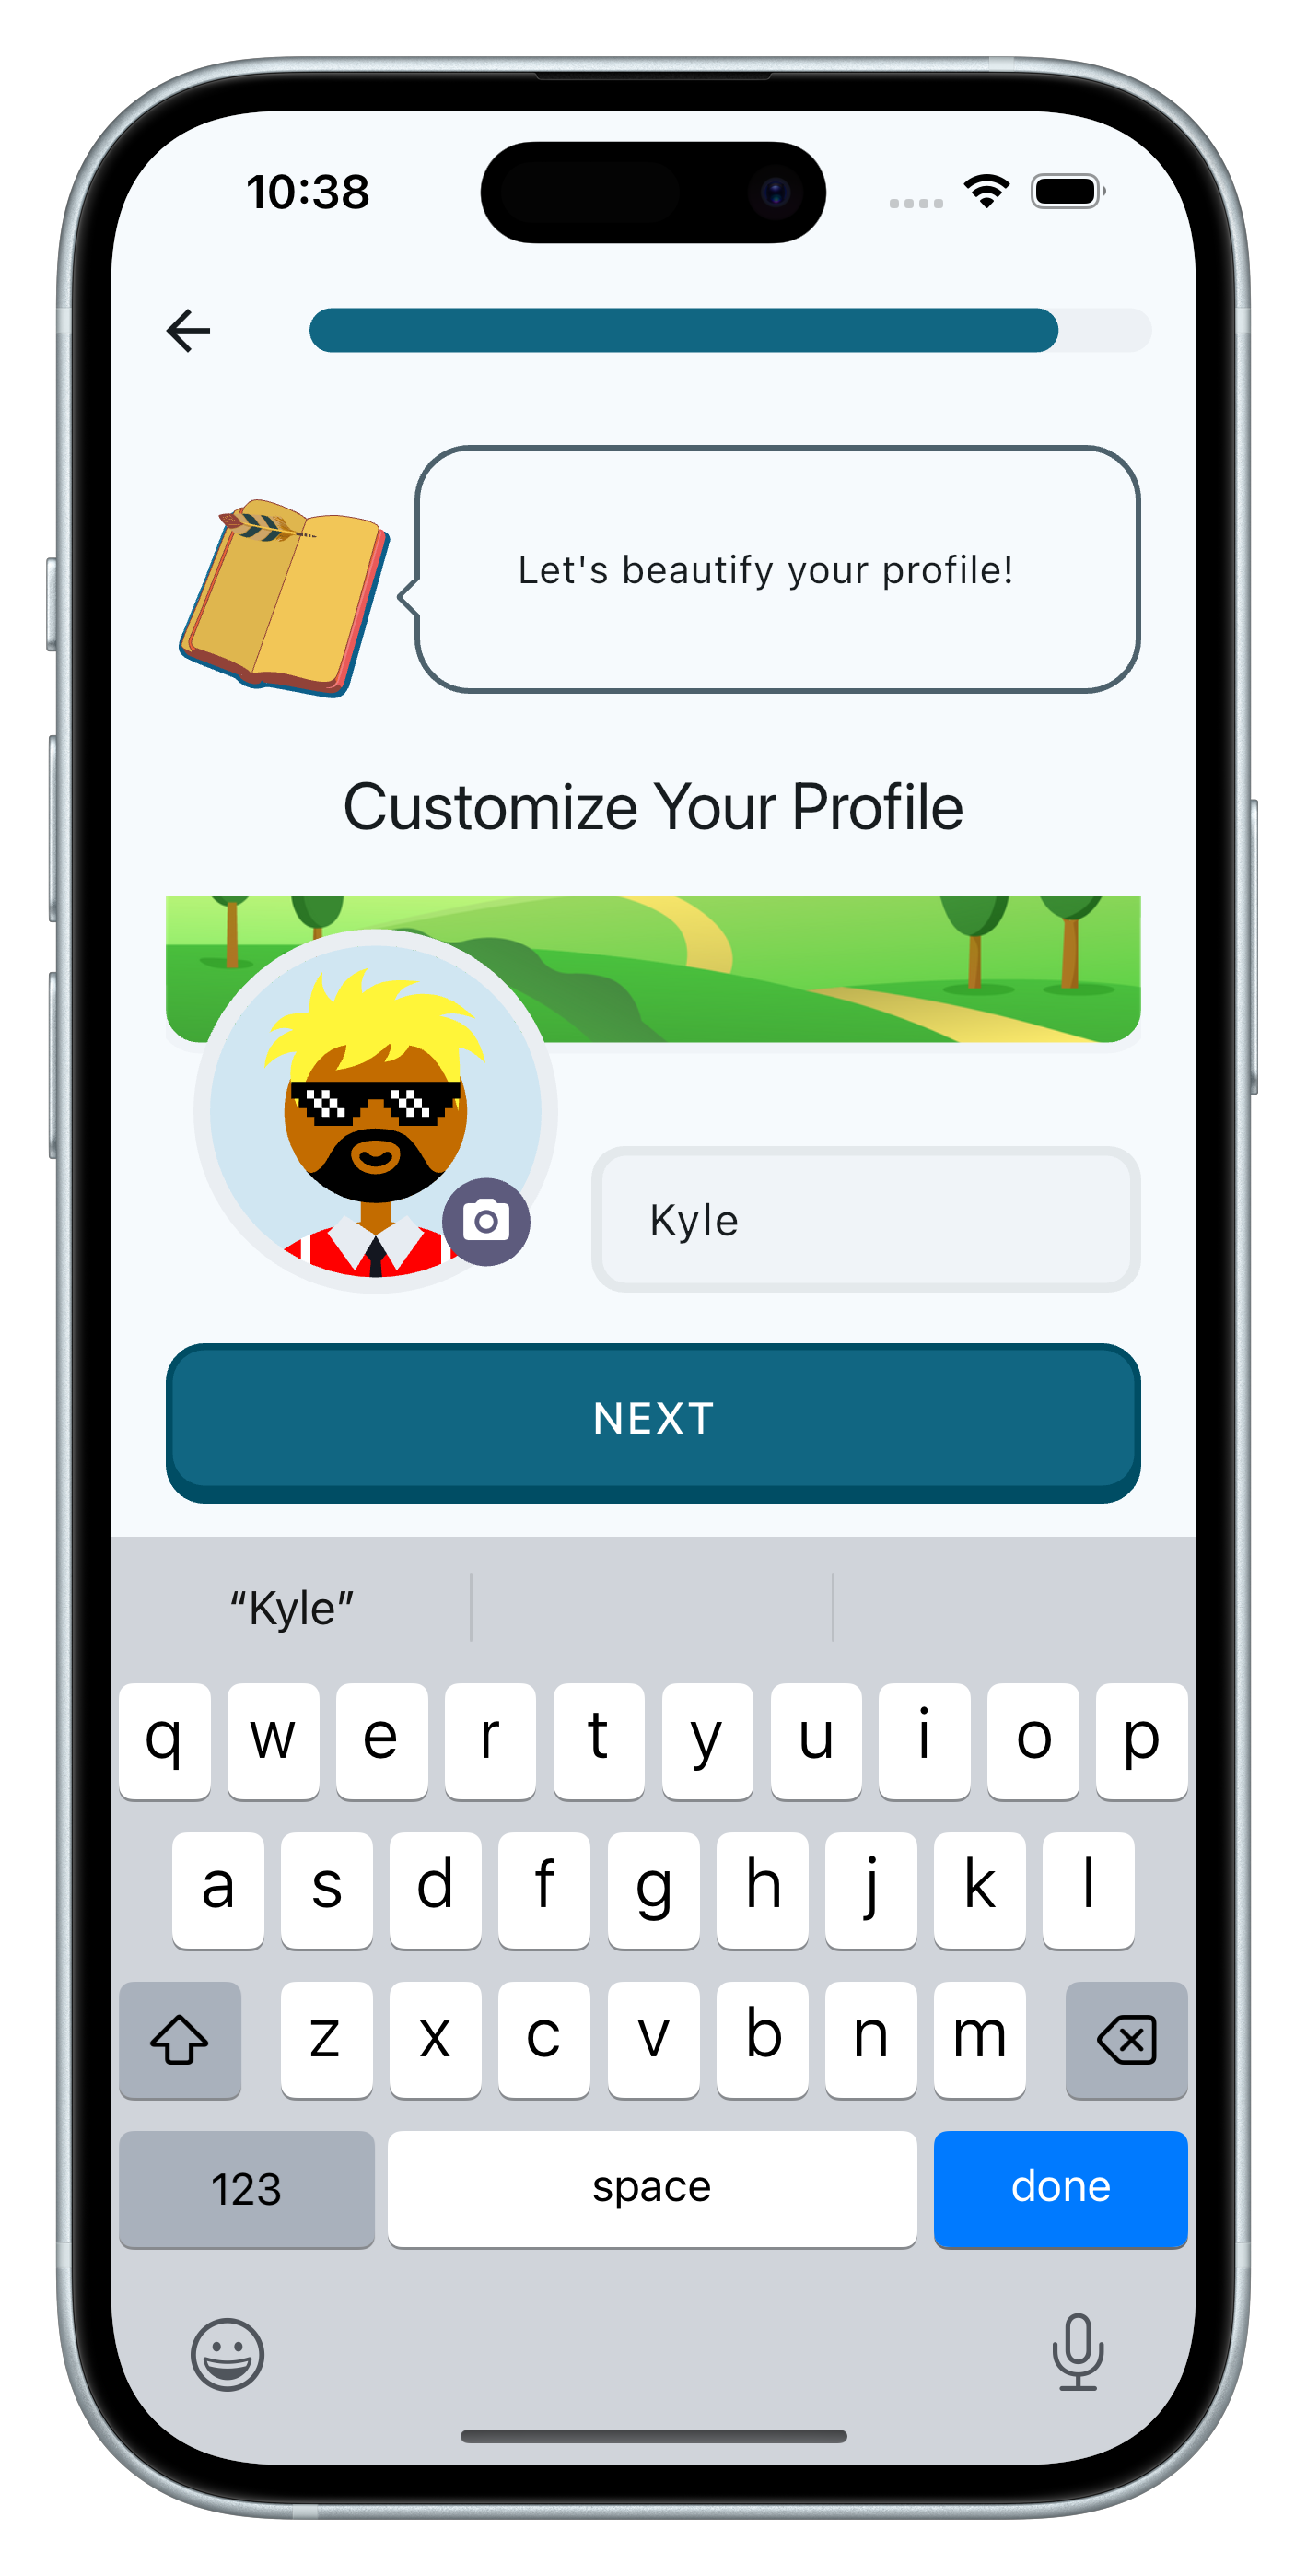 10:38
Let's beautify your profile!
Customize Your Profile
Kyle
NEXT
“Kyle”
q w e r t y u i o p
a s d f g h j k l
z x c v b n m
123 space done